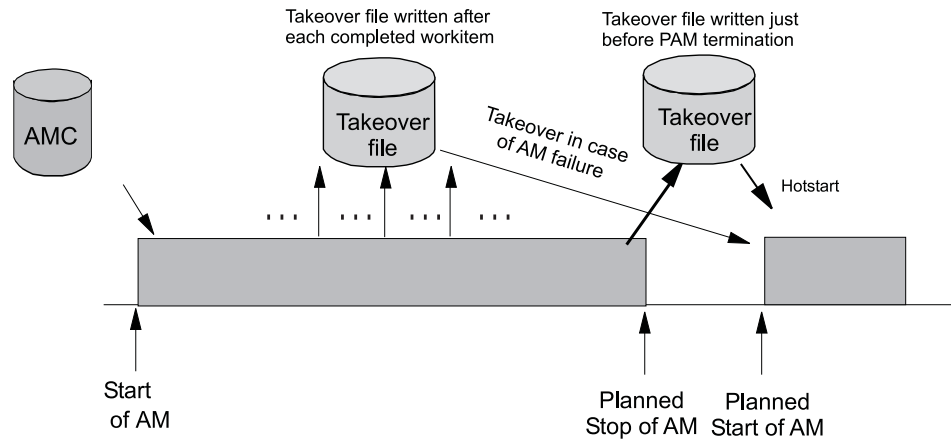 Takeover file written after
each completed workitem
Takeover file written just
before PAM termination
AMC
Takeover
file
Takeover in case
of AM failure
Takeover
file
Hotstart
Start
of AM
Planned
Stop of AM
Planned
Start of AM